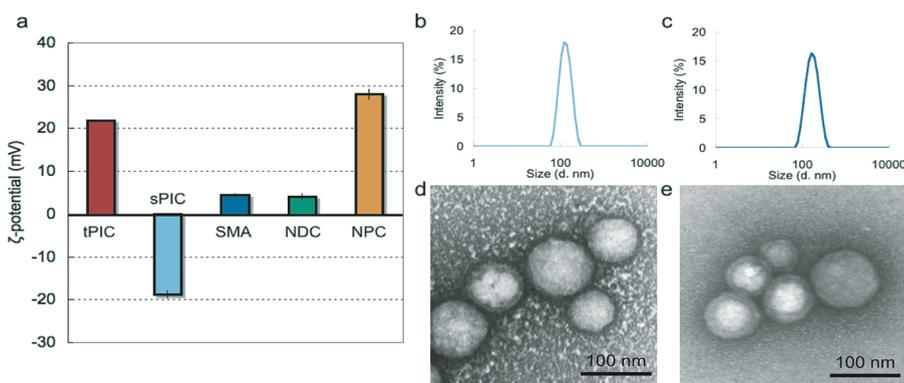 a
ζ-potential (mV)
40
30
20
10
0
-10
-20
-30
sPIC
tPIC SMA NDC NPC
b
Intensity (%)
20
15
10
5
0
1 100 10000
Size (d. nm)
c
Intensity (%)
20
15
10
5
0
1 100 10000
Size (d. nm)
d
100 nm
e
100 nm